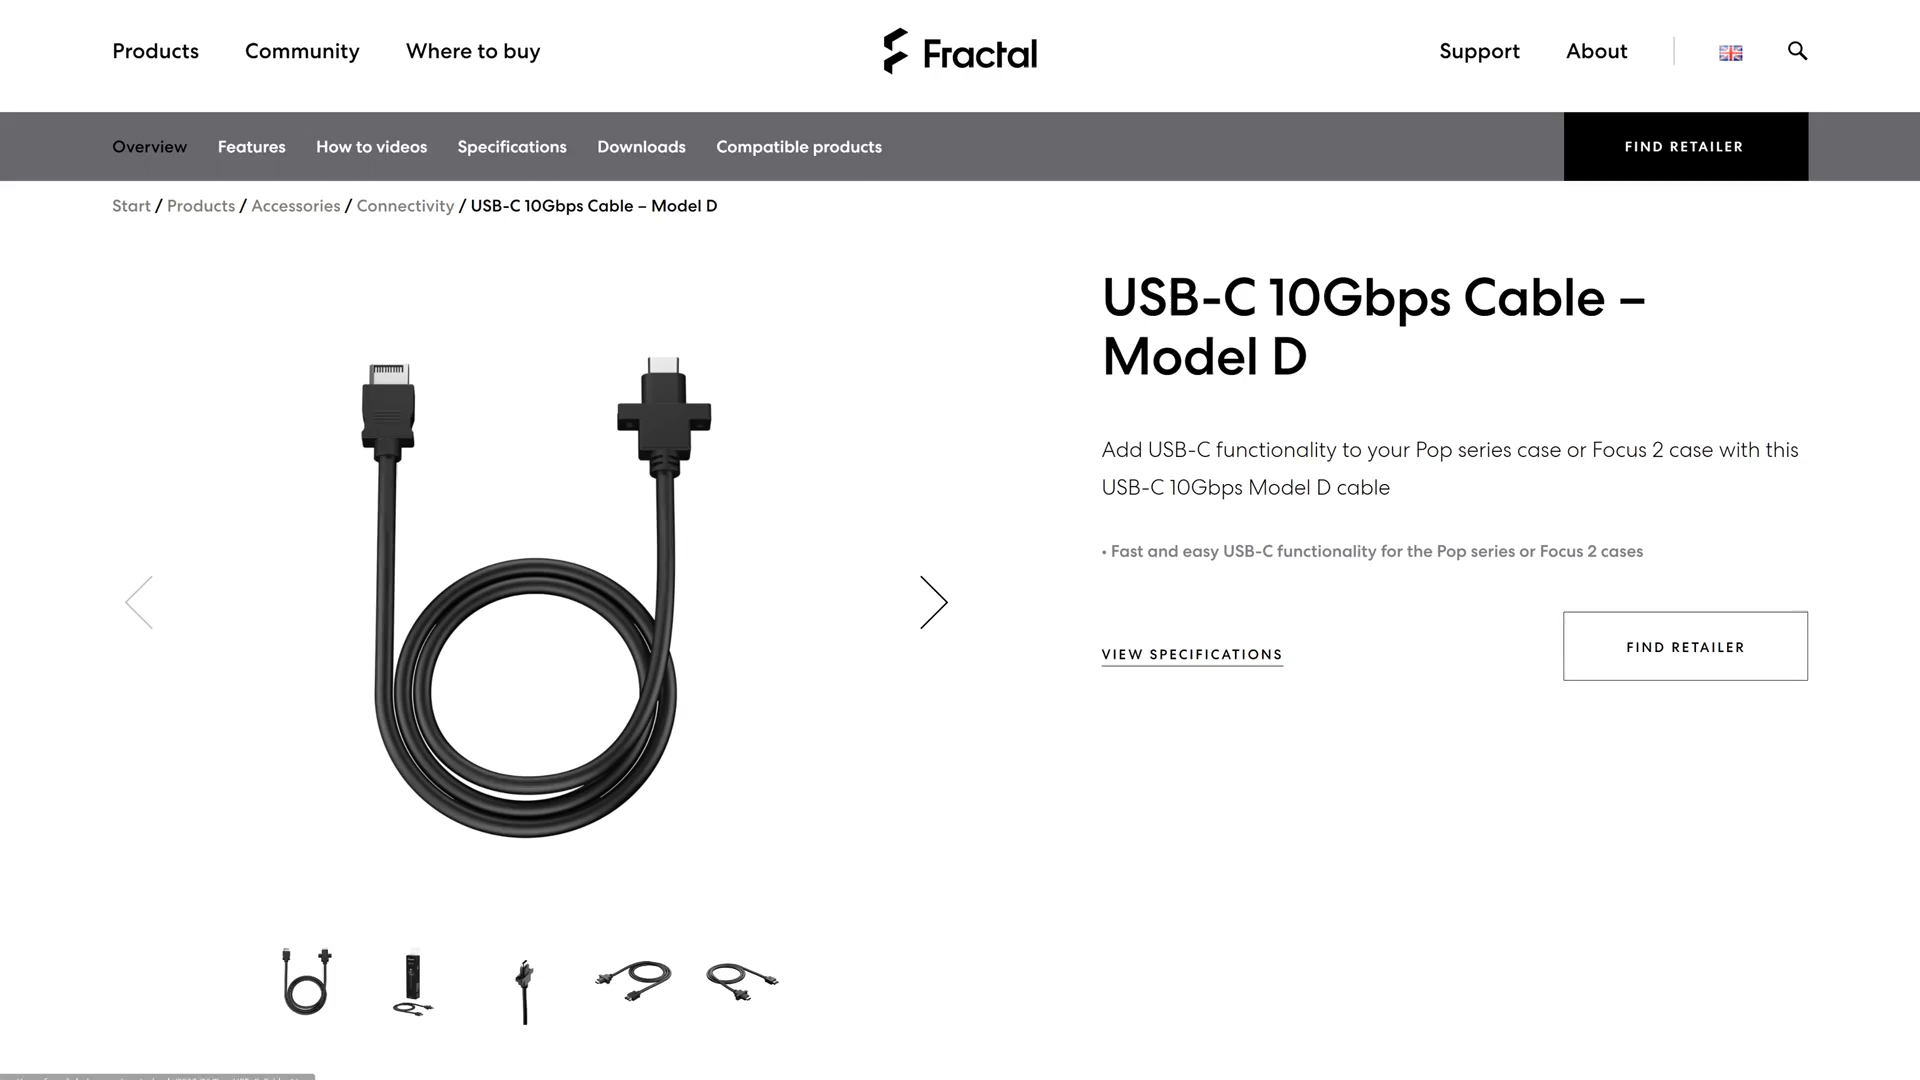 Products Community Where to buy Fractal Support About
Overview Features How to videos Specifications Downloads Compatible products FIND RETAILER
Start / Products / Accessories / Connectivity / USB-C 10Gbps Cable – Model D
USB-C 10Gbps Cable –
Model D
Add USB-C functionality to your Pop series case or Focus 2 case with this
USB-C 10Gbps Model D cable
• Fast and easy USB-C functionality for the Pop series or Focus 2 cases
VIEW SPECIFICATIONS FIND RETAILER